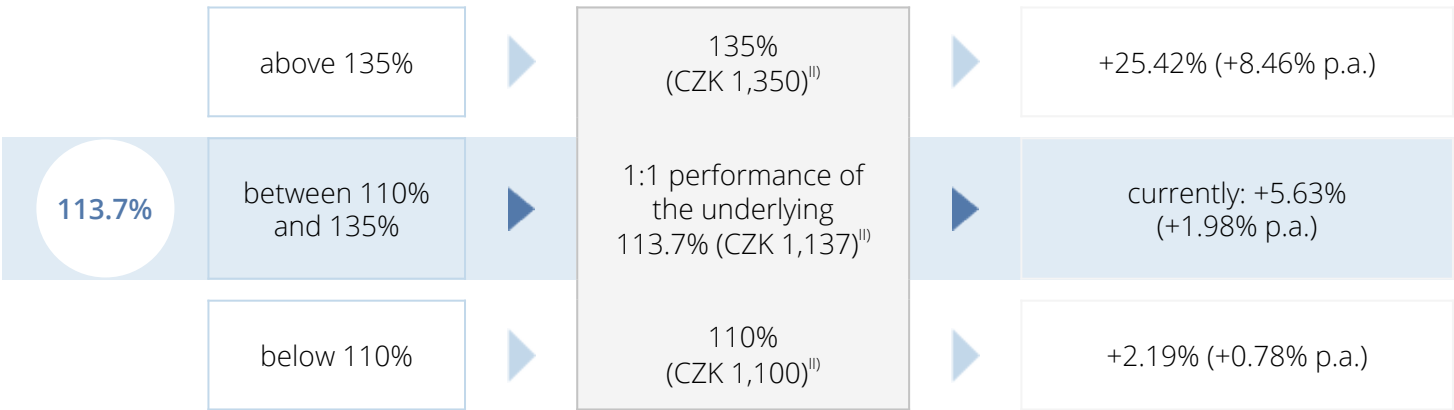 above 135%
135%
(CZK 1,350)II)
+25.42% (+8.46% p.a.)
113.7%
between 110%
and 135%
1:1 performance of
the underlying
113.7% (CZK 1,137)II)
currently: +5.63%
(+1.98% p.a.)
below 110%
110%
(CZK 1,100)II)
+2.19% (+0.78% p.a.)